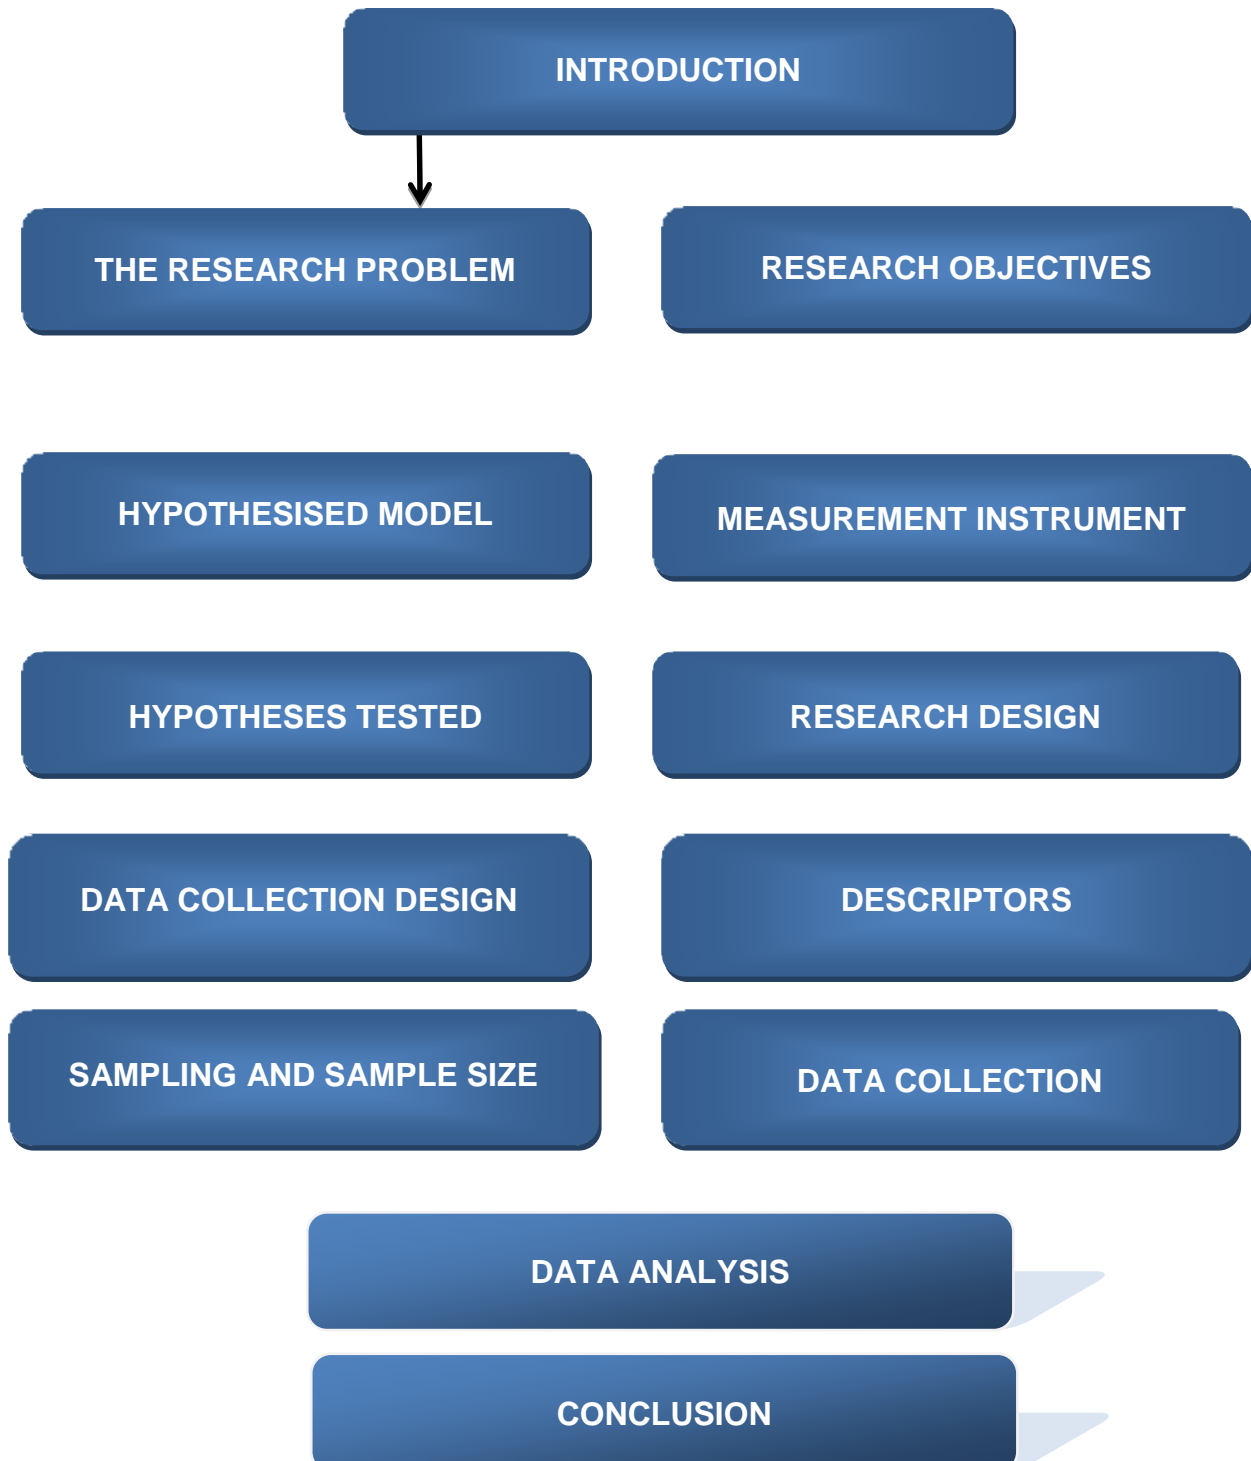 INTRODUCTION
THE RESEARCH PROBLEM
RESEARCH OBJECTIVES
HYPOTHESISED MODEL
MEASUREMENT INSTRUMENT
HYPOTHESES TESTED
RESEARCH DESIGN
DATA COLLECTION DESIGN
DESCRIPTORS
SAMPLING AND SAMPLE SIZE
DATA COLLECTION
DATA ANALYSIS
CONCLUSION